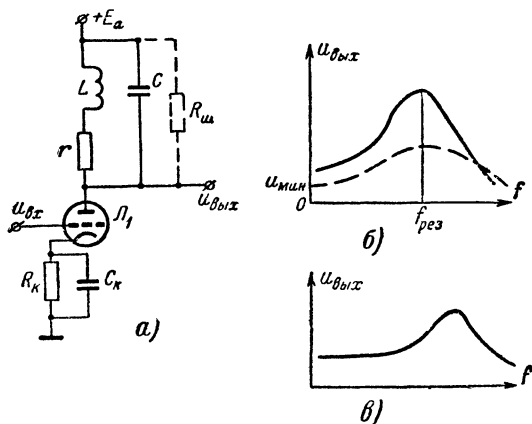 +Eа
L
C
Rш
r
uвых
uвх
Л1
Rк
Cк
а)
uвых
uмин
0
f
fрез
б)
uвых
f
в)